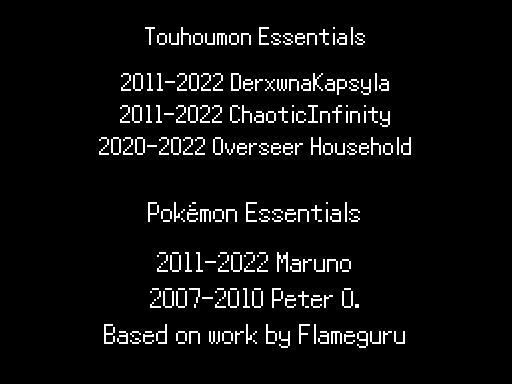 Touhoumon Essentials
2011-2022 DerxwnaKapsyla
2011-2022 ChaoticInfinity
2020-2022 Overseer Household
Pokémon Essentials
2011-2022 Maruno
2007-2010 Peter O.
Based on work by Flameguru